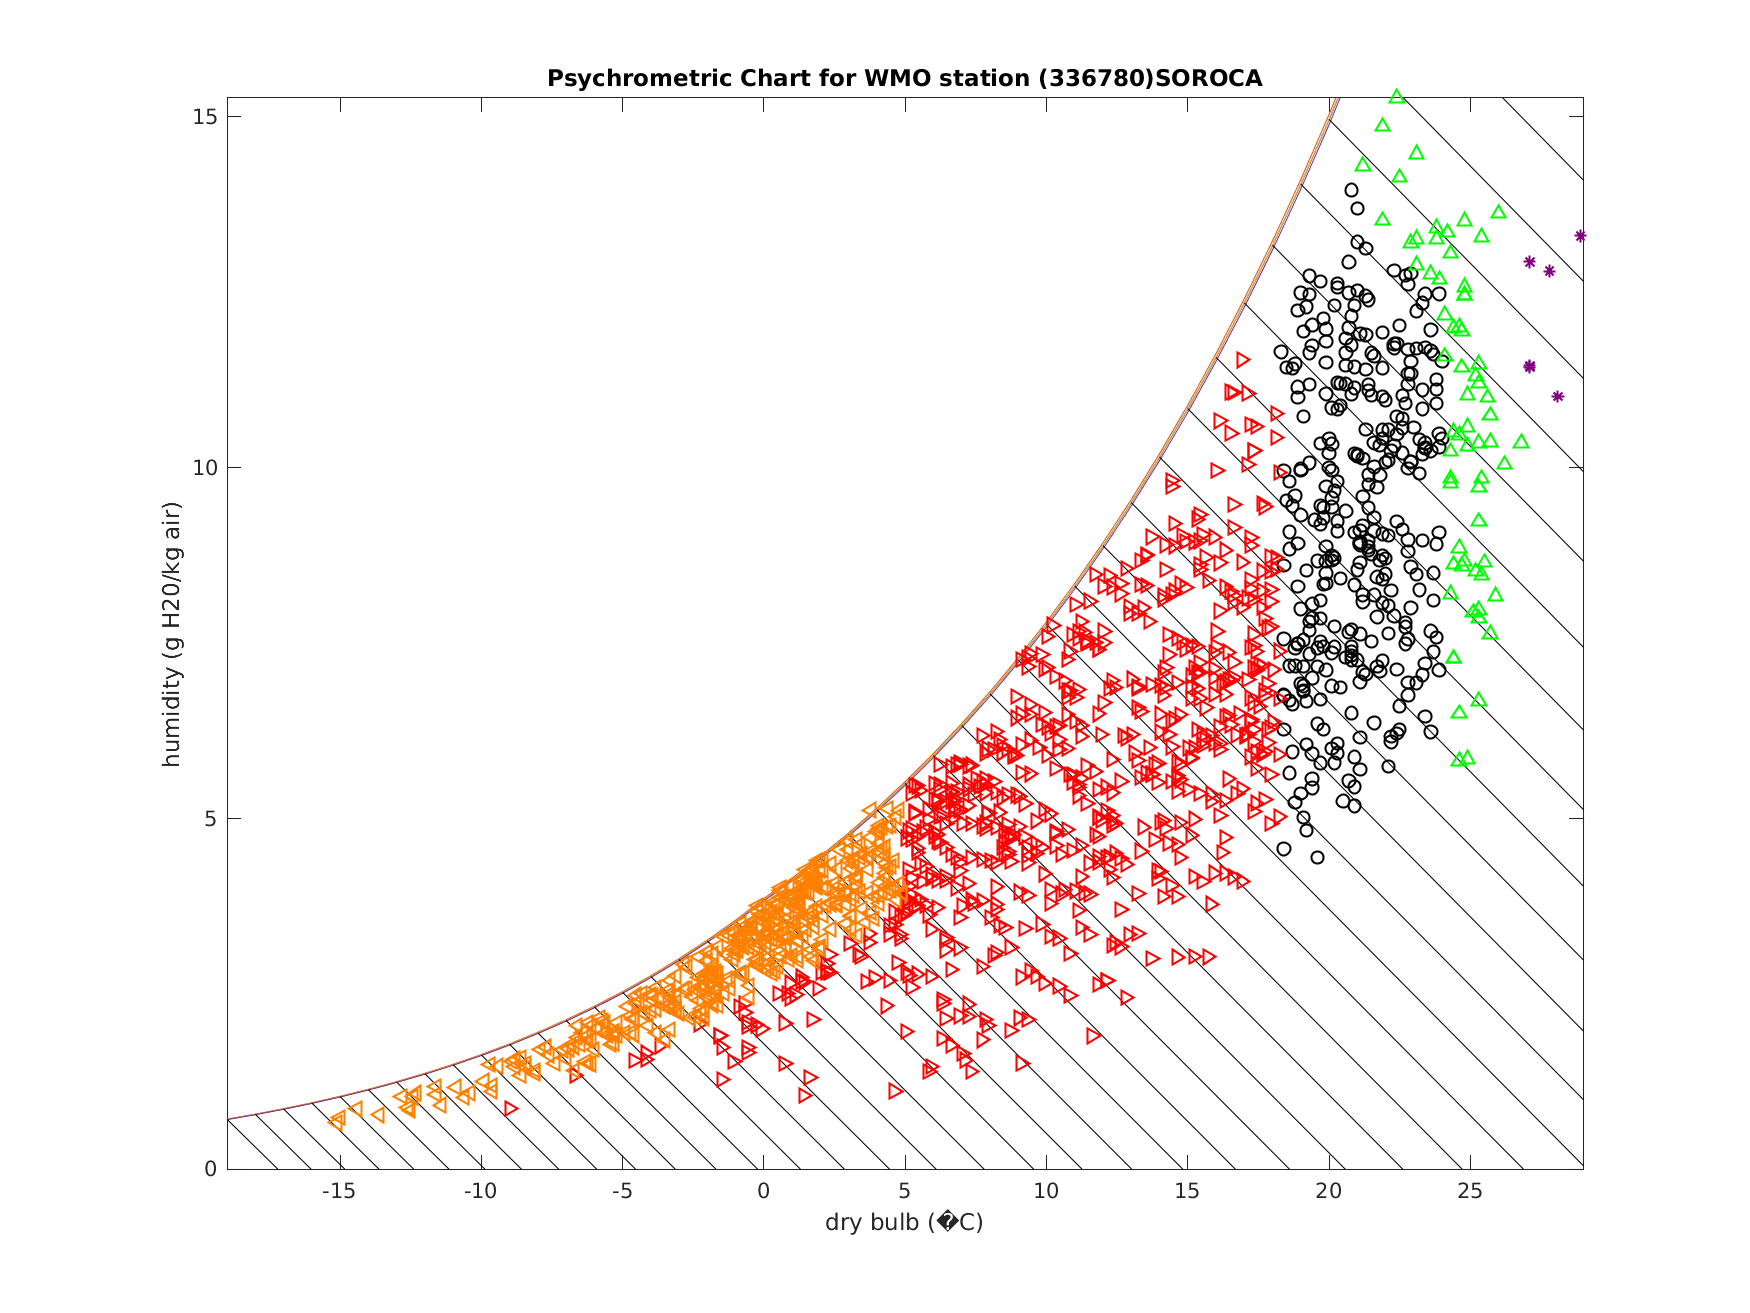 Psychrometric Chart for WMO station (336780)SOROCA
humidity (g H20/kg air)
15
10
5
0
-15 -10 -5 0 5 10 15 20 25
dry bulb (�C)